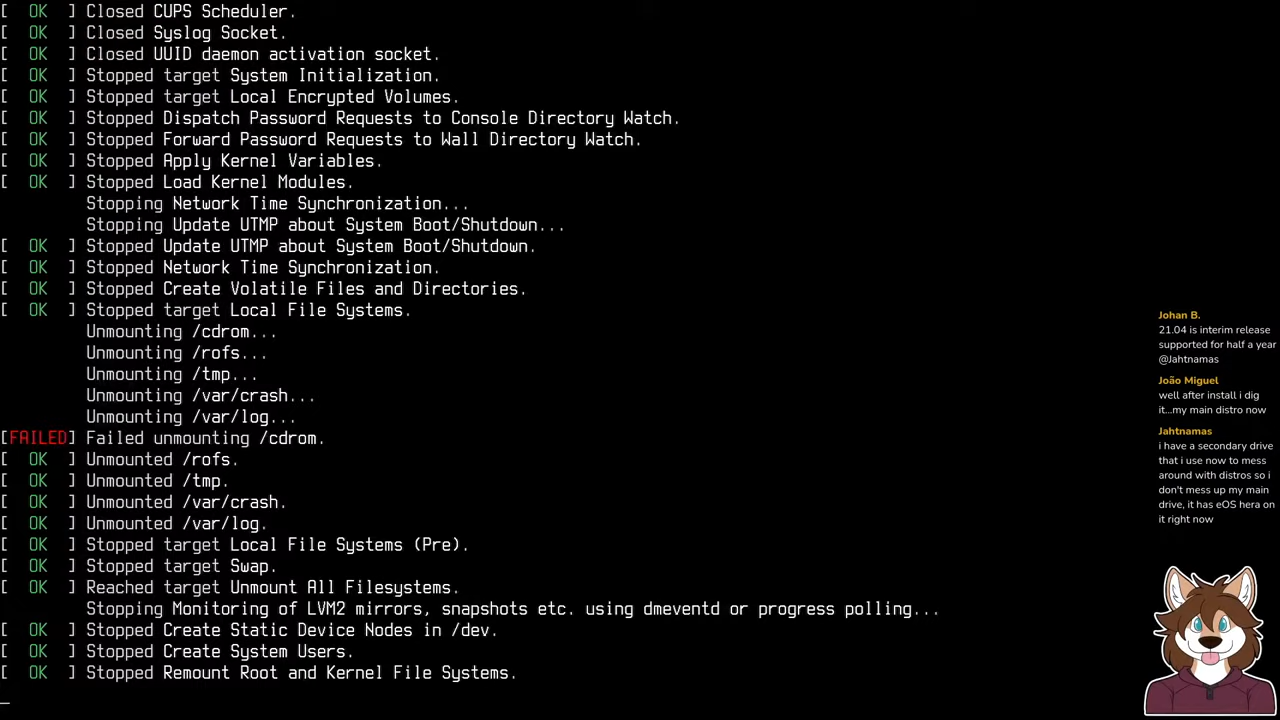 [  OK  ] Closed CUPS Scheduler.
[  OK  ] Closed Syslog Socket.
[  OK  ] Closed UUID daemon activation socket.
[  OK  ] Stopped target System Initialization.
[  OK  ] Stopped target Local Encrypted Volumes.
[  OK  ] Stopped Dispatch Password Requests to Console Directory Watch.
[  OK  ] Stopped Forward Password Requests to Wall Directory Watch.
[  OK  ] Stopped Apply Kernel Variables.
[  OK  ] Stopped Load Kernel Modules.
Stopping Network Time Synchronization...
Stopping Update UTMP about System Boot/Shutdown...
[  OK  ] Stopped Update UTMP about System Boot/Shutdown.
[  OK  ] Stopped Network Time Synchronization.
[  OK  ] Stopped Create Volatile Files and Directories.
[  OK  ] Stopped target Local File Systems.
Unmounting /cdrom...
Unmounting /rofs...
Unmounting /tmp...
Unmounting /var/crash...
Unmounting /var/log...
[FAILED] Failed unmounting /cdrom.
[  OK  ] Unmounted /rofs.
[  OK  ] Unmounted /tmp.
[  OK  ] Unmounted /var/crash.
[  OK  ] Unmounted /var/log.
[  OK  ] Stopped target Local File Systems (Pre).
[  OK  ] Stopped target Swap.
[  OK  ] Reached target Unmount All Filesystems.
Stopping Monitoring of LVM2 mirrors, snapshots etc. using dmeventd or progress polling...
[  OK  ] Stopped Create Static Device Nodes in /dev.
[  OK  ] Stopped Create System Users.
[  OK  ] Stopped Remount Root and Kernel File Systems.
Johan B.
21.04 is interim release
supported for half a year
@Jahtnamas
João Miguel
well after install i dig
it...my main distro now
Jahtnamas
i have a secondary drive
that i use now to mess
around with distros so i
don't mess up my main
drive, it has eOS hera on
it right now